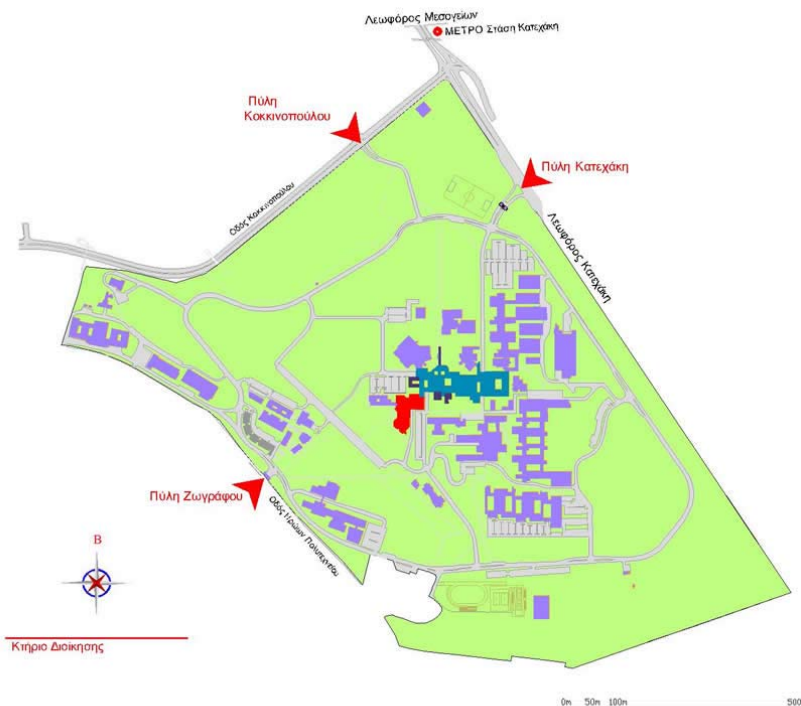 Λεωφόρος Μεσογείων
ΜΕΤΡΟ Στάση Κατεχάκη
Πύλη
Κοκκινοπούλου
Πύλη Κατεχάκη
Οδός Κοκκινοπούλου
Λεωφόρος Κατεχάκη
Πύλη Ζωγράφου
Οδός Ηρώων Πολυτεχνείου
Β
Κτήριο Διοίκησης
0m 50m 100m 500